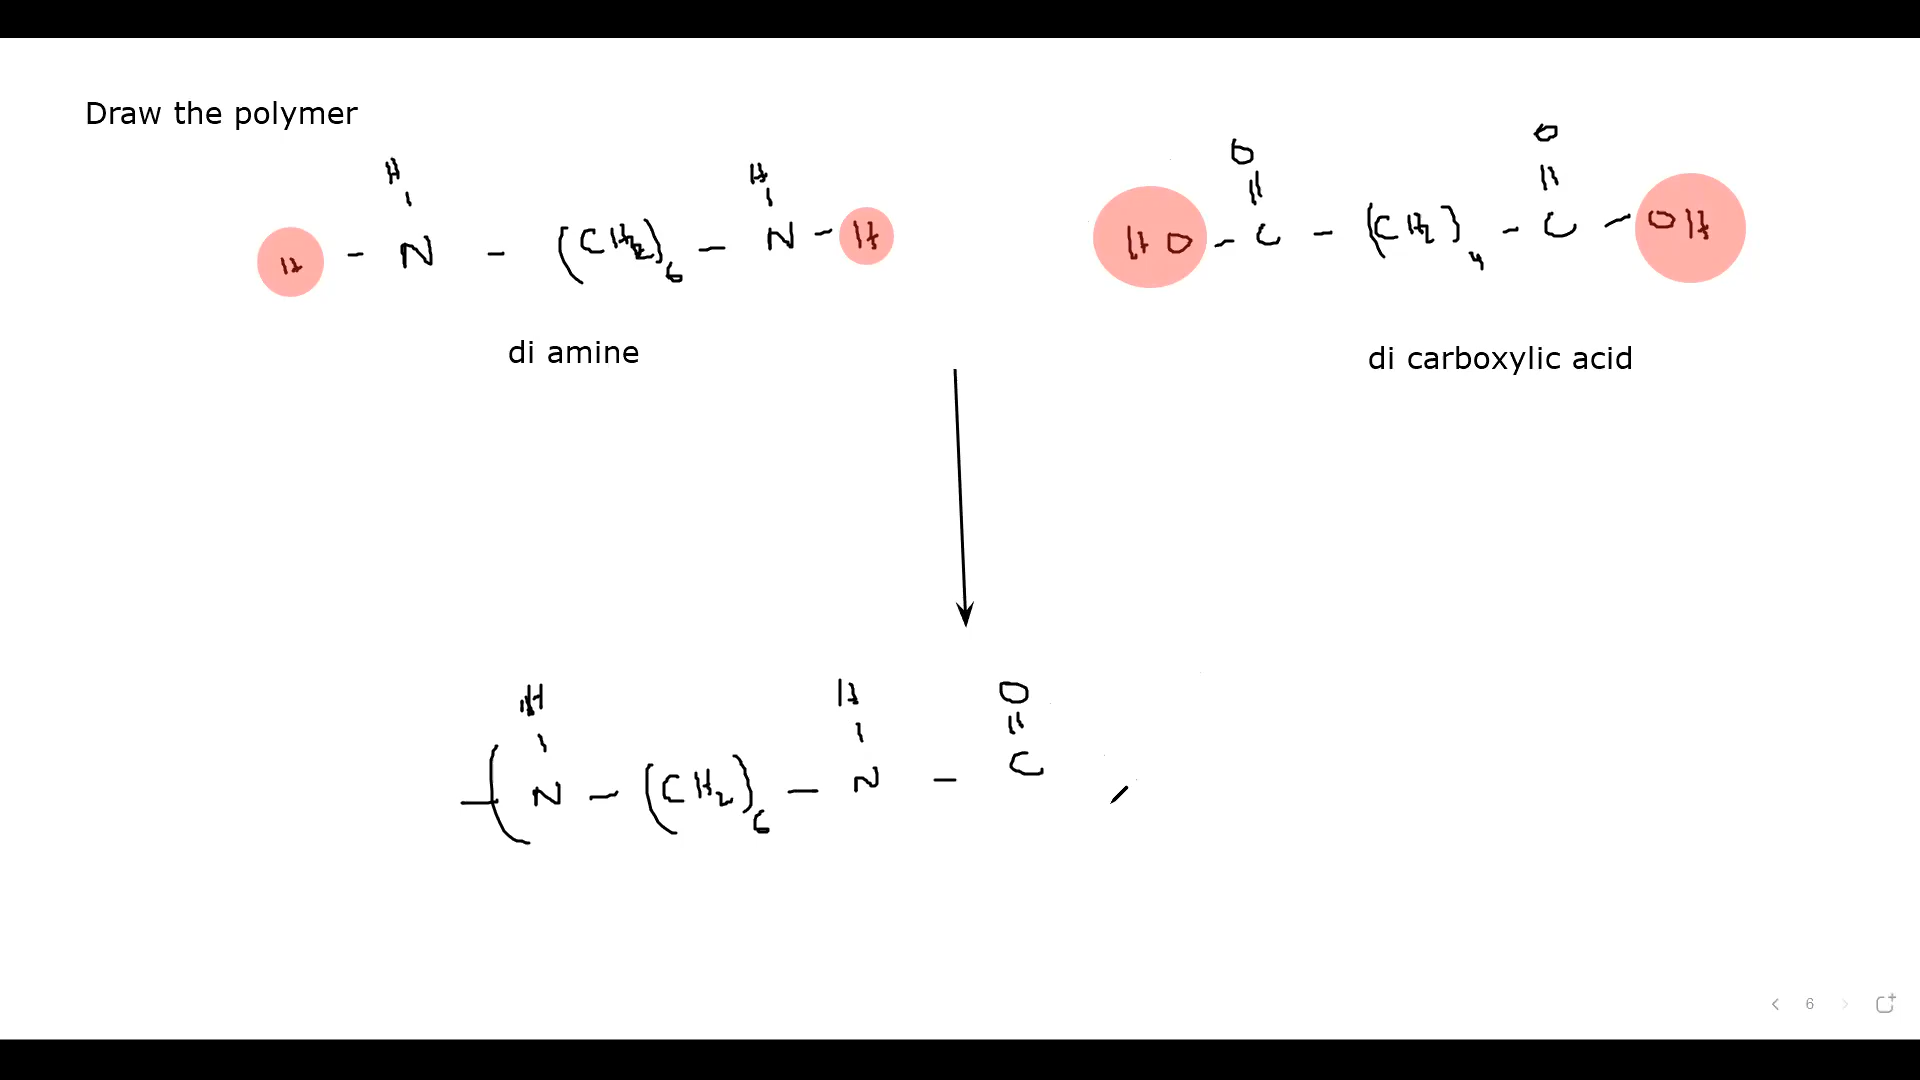 Draw the polymer
H H O O
H - N - (CH2)6 - N - H HO - C - (CH2)4 - C - OH
di amine di carboxylic acid
H H O
N - (CH2)6 - N - C
6